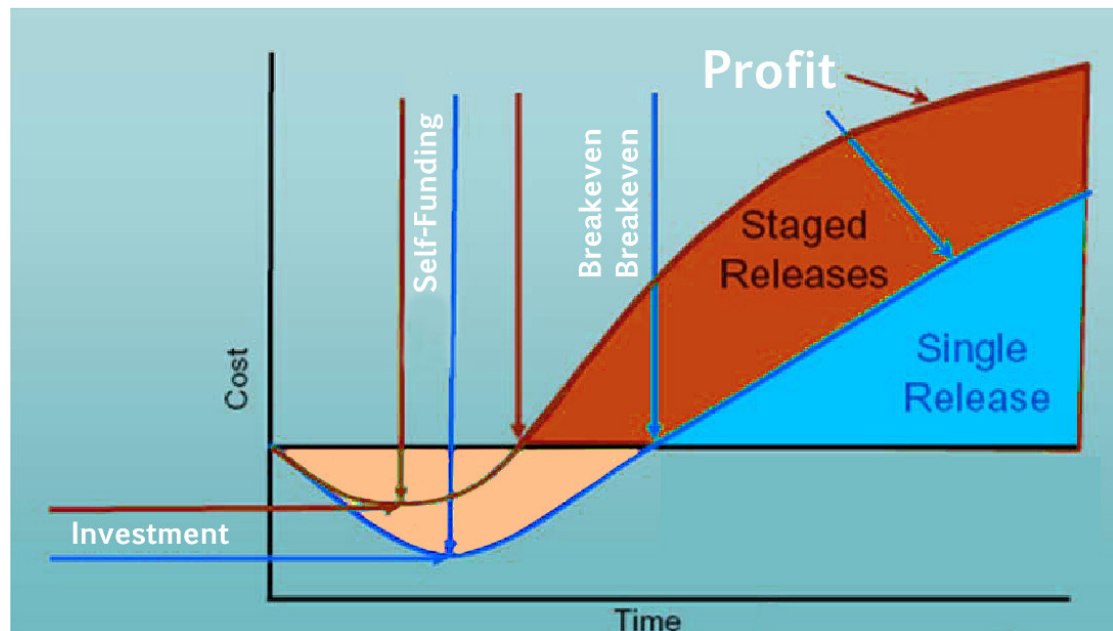 Profit
Self-Funding
Breakeven
Breakeven
Staged
Releases
Single
Release
Cost
Investment
Time